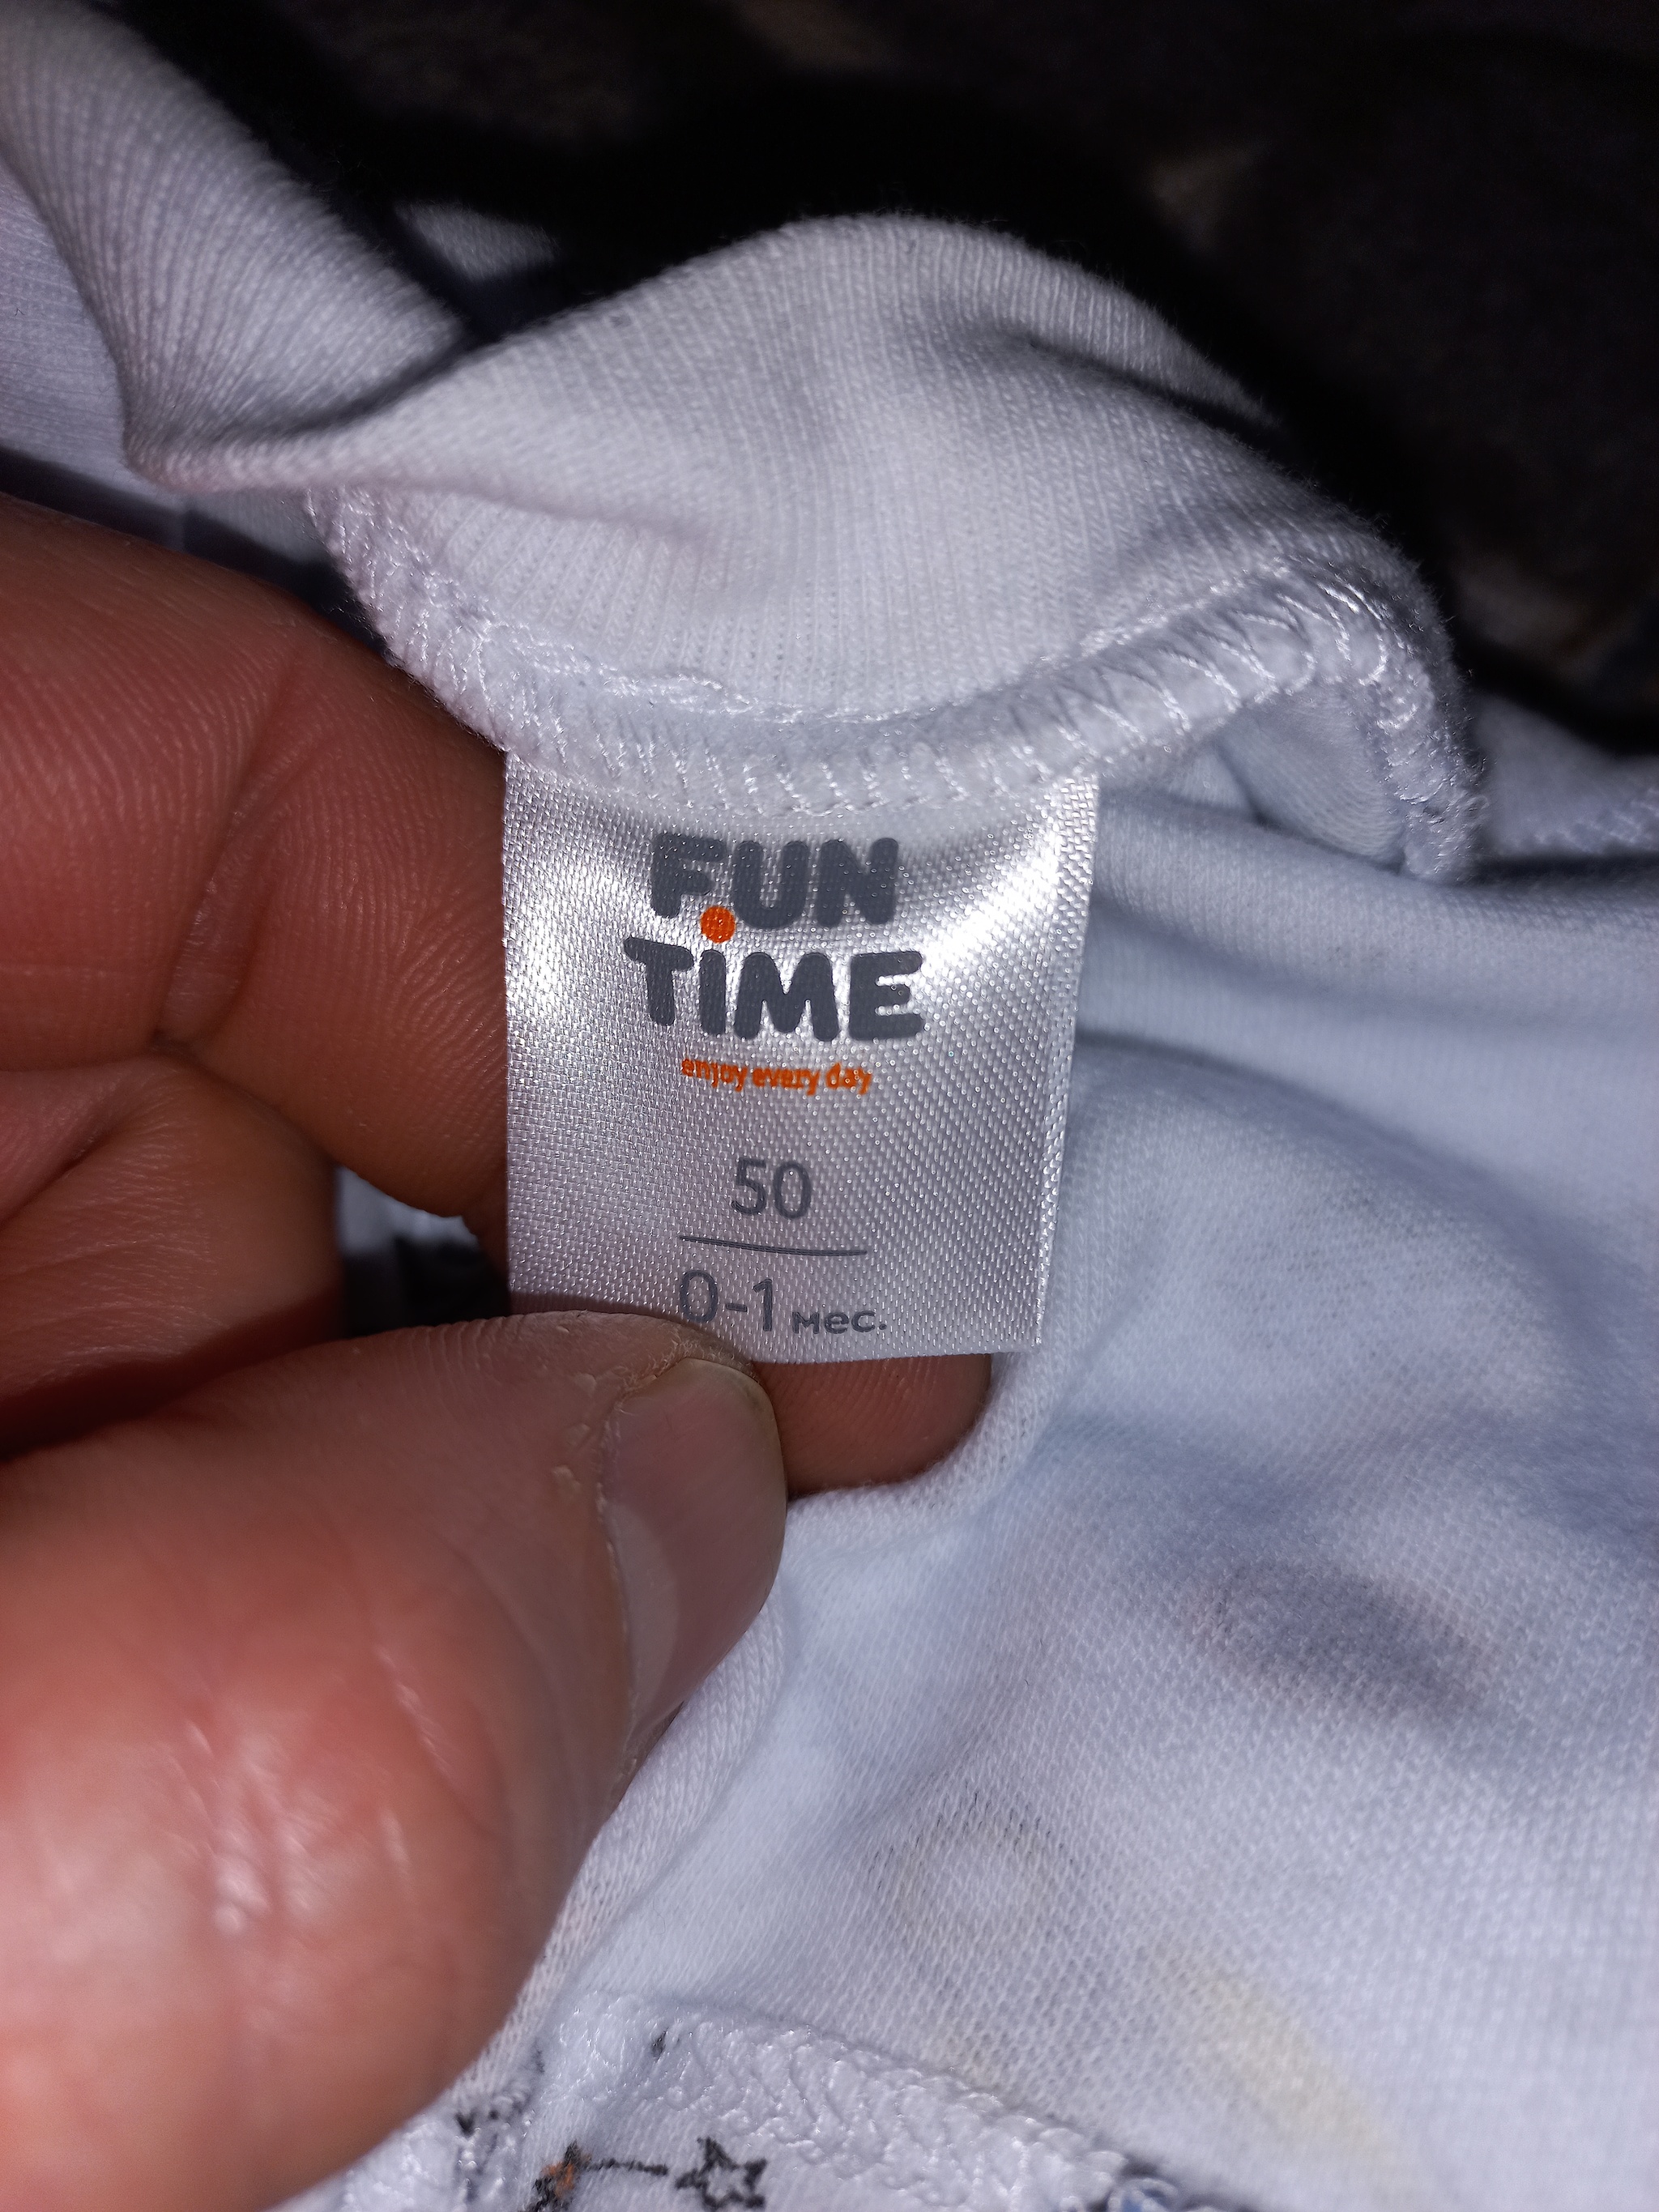 FUN
TiME
enjoy every day
50
0-1 мес.